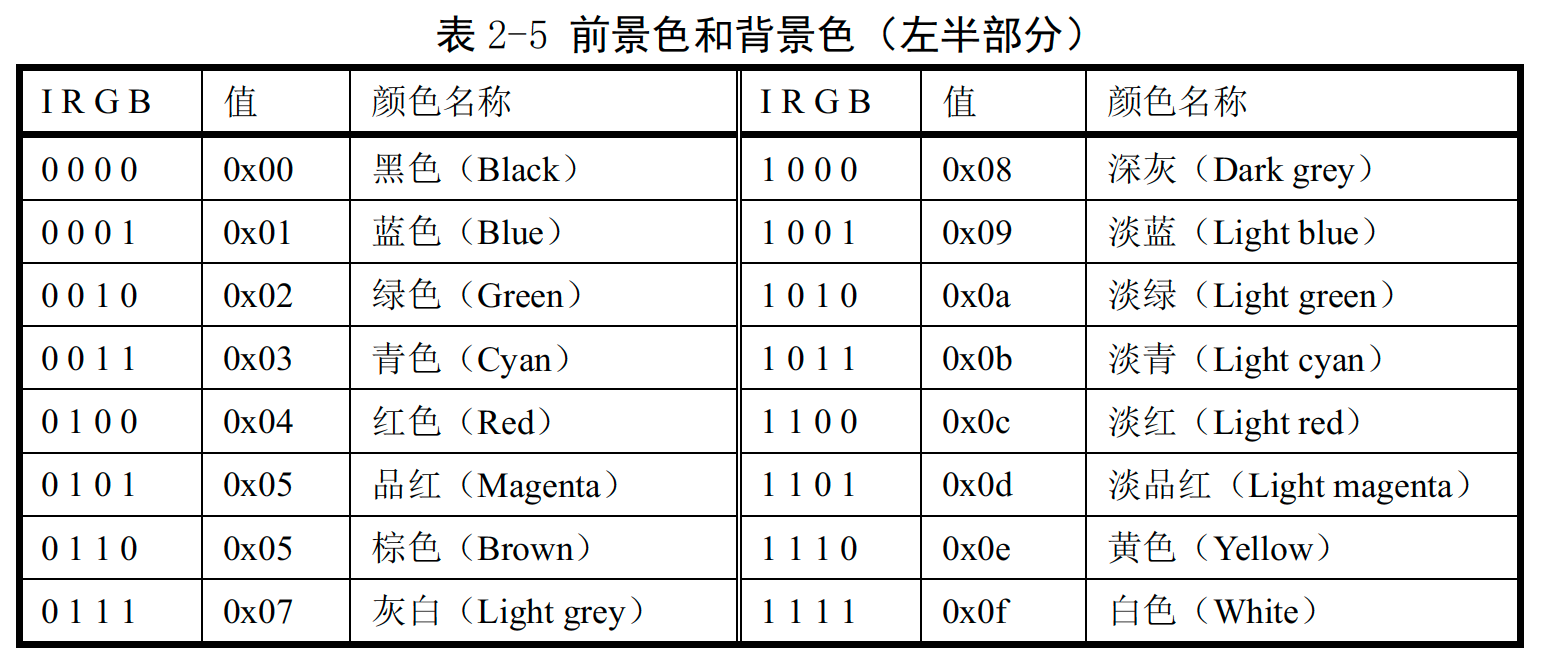 表 2-5 前景色和背景色（左半部分）
I R G B 值 颜色名称 I R G B 值 颜色名称
0 0 0 0 0x00 黑色（Black） 1 0 0 0 0x08 深灰（Dark grey）
0 0 0 1 0x01 蓝色（Blue） 1 0 0 1 0x09 淡蓝（Light blue）
0 0 1 0 0x02 绿色（Green） 1 0 1 0 0x0a 淡绿（Light green）
0 0 1 1 0x03 青色（Cyan） 1 0 1 1 0x0b 淡青（Light cyan）
0 1 0 0 0x04 红色（Red） 1 1 0 0 0x0c 淡红（Light red）
0 1 0 1 0x05 品红（Magenta） 1 1 0 1 0x0d 淡品红（Light magenta）
0 1 1 0 0x05 棕色（Brown） 1 1 1 0 0x0e 黄色（Yellow）
0 1 1 1 0x07 灰白（Light grey） 1 1 1 1 0x0f 白色（White）